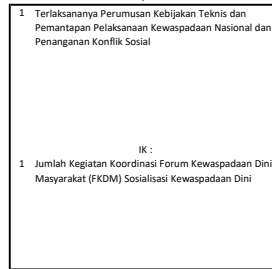 1 Terlaksananya Perumusan Kebijakan Teknis dan
Pemantapan Pelaksanaan Kewaspadaan Nasional dan
Penanganan Konflik Sosial
IK :
1 Jumlah Kegiatan Koordinasi Forum Kewaspadaan Dini
Masyarakat (FKDM) Sosialisasi Kewaspadaan Dini